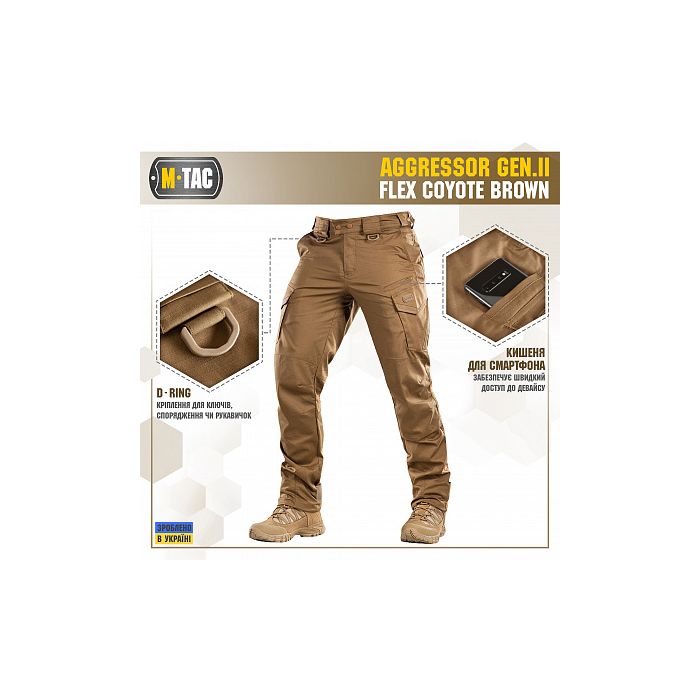 M·TAC
AGGRESSOR GEN.II
FLEX COYOTE BROWN
D - RING
КРІПЛЕННЯ ДЛЯ КЛЮЧІВ,
СПОРЯДЖЕННЯ ЧИ РУКАВИЧОК
КИШЕНЯ
ДЛЯ СМАРТФОНА
ЗАБЕЗПЕЧУЄ ШВИДКИЙ
ДОСТУП ДО ДЕВАЙСУ
ЗРОБЛЕНО
В УКРАЇНІ